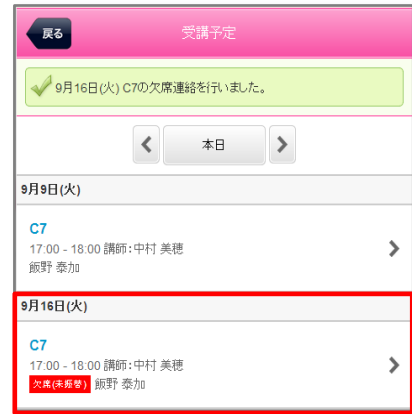 戻る
受講予定
9月16日(火) C7の欠席連絡を行いました。
本日
9月9日(火)
C7
17:00 - 18:00 講師:中村 美穂
飯野 泰加
9月16日(火)
C7
17:00 - 18:00 講師:中村 美穂
欠席(未振替) 飯野 泰加